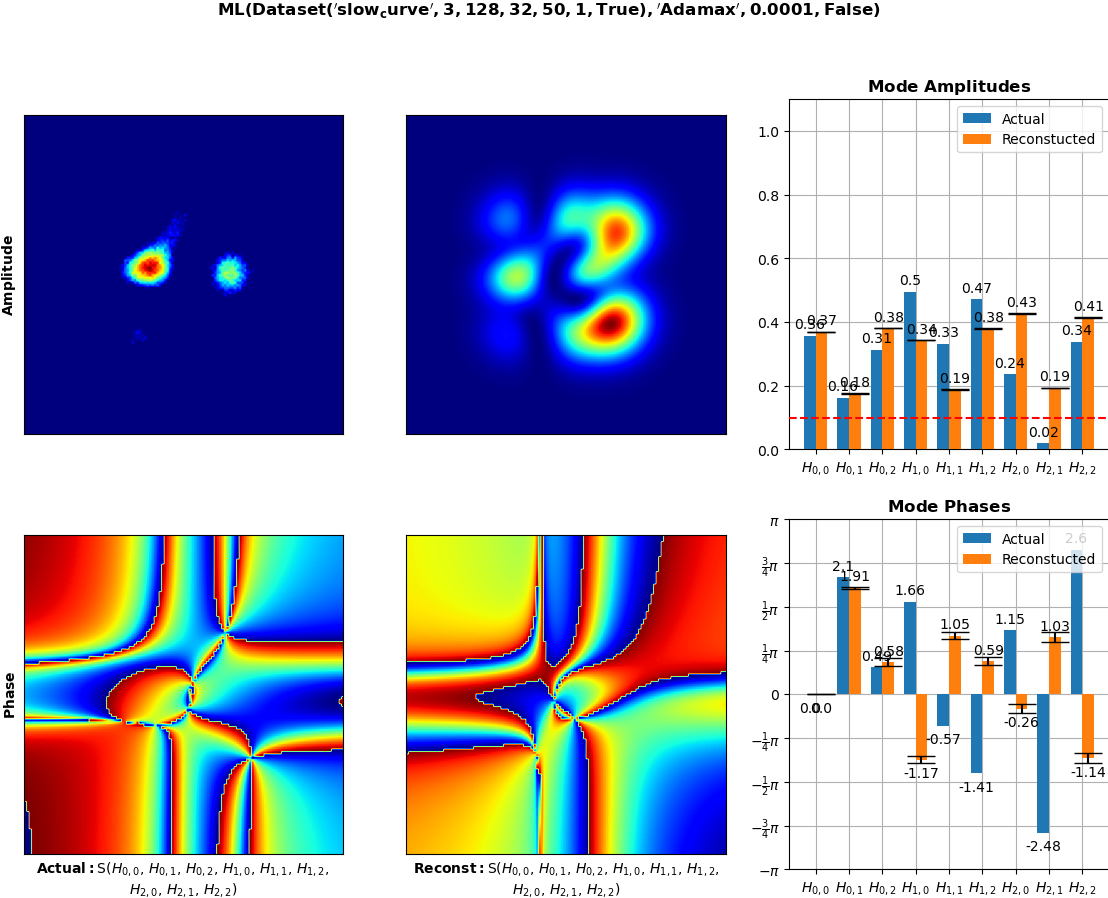 ML(Dataset('slow_curve', 3, 128, 32, 50, 1, True), 'Adamax', 0.0001, False)
Amplitude
Mode Amplitudes
Actual
Reconstucted
1.0
0.8
0.6
0.4
0.2
0.0
0.36
0.37
0.16
0.18
0.31
0.38
0.5
0.34
0.33
0.19
0.47
0.38
0.24
0.43
0.02
0.19
0.34
0.41
H0,0 H0,1 H0,2 H1,0 H1,1 H1,2 H2,0 H2,1 H2,2
Phase
Actual:S(H0,0, H0,1, H0,2, H1,0, H1,1, H1,2,
H2,0, H2,1, H2,2)
Reconst:S(H0,0, H0,1, H0,2, H1,0, H1,1, H1,2,
H2,0, H2,1, H2,2)
Mode Phases
Actual
Reconstucted
π
3/4π
1/2π
1/4π
0
−1/4π
−1/2π
−3/4π
−π
0.0
0.0
2.1
1.91
0.49
0.58
1.66
-1.17
-0.57
1.05
-1.41
0.59
1.15
-0.26
-2.48
1.03
2.6
-1.14
H0,0 H0,1 H0,2 H1,0 H1,1 H1,2 H2,0 H2,1 H2,2